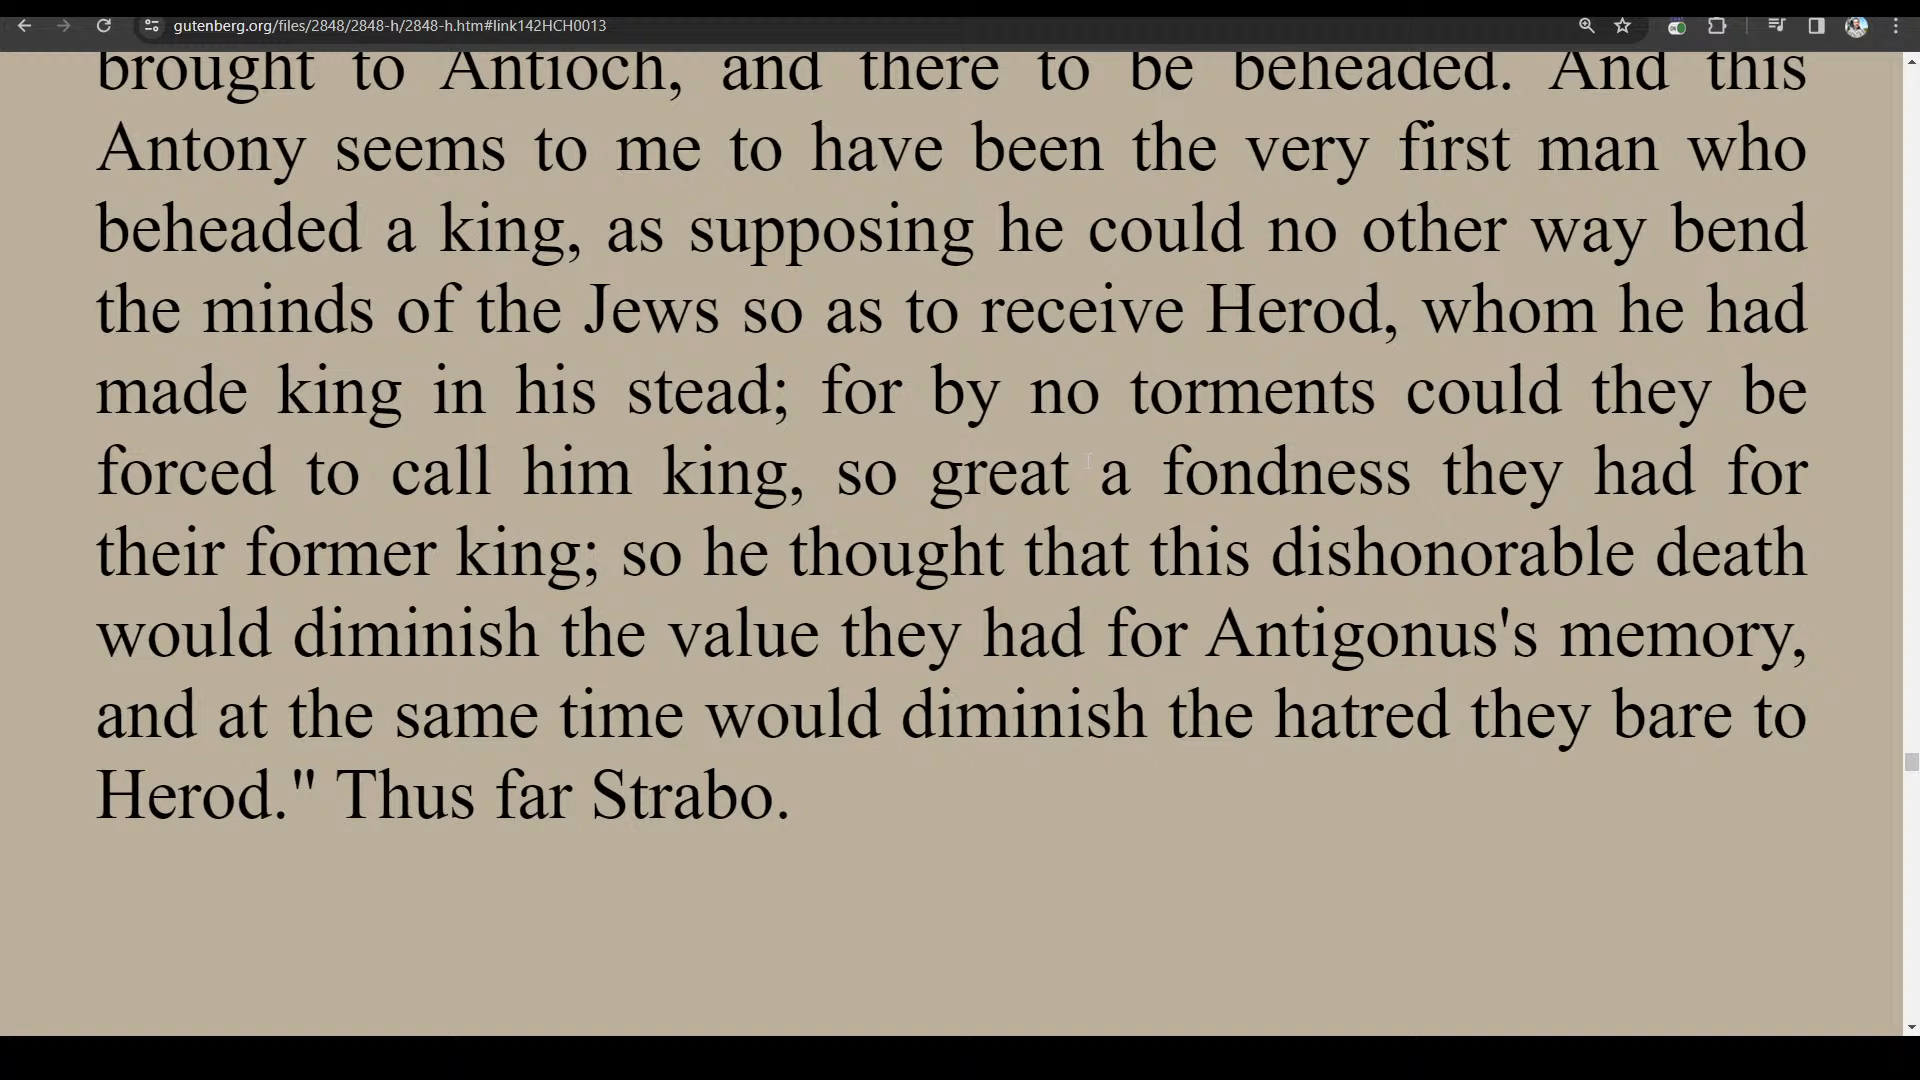 gutenberg.org/files/2848/2848-h/2848-h.htm#link142HCH0013
brought to Antioch, and there to be beheaded. And this
Antony seems to me to have been the very first man who
beheaded a king, as supposing he could no other way bend
the minds of the Jews so as to receive Herod, whom he had
made king in his stead; for by no torments could they be
forced to call him king, so great a fondness they had for
their former king; so he thought that this dishonorable death
would diminish the value they had for Antigonus's memory,
and at the same time would diminish the hatred they bare to
Herod." Thus far Strabo.